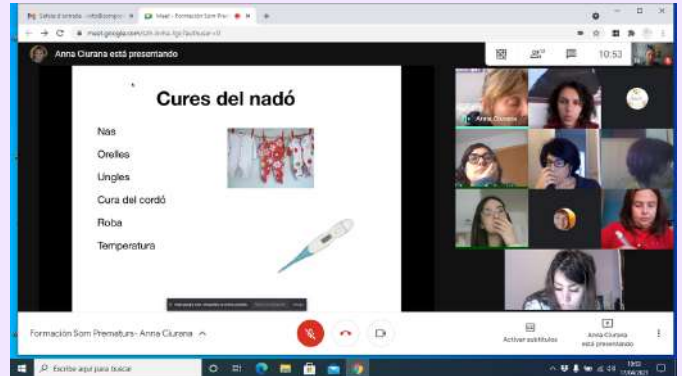 Anna Ciurana está presentando
10:53
Cures del nadó
Nas
Orelles
Ungles
Cura del cordó
Roba
Temperatura
Anna Ciurana
Formación Som Prematurs- Anna Ciurana
Activar subtítulos
Anna Ciurana
está presentando
Escribe aquí para buscar